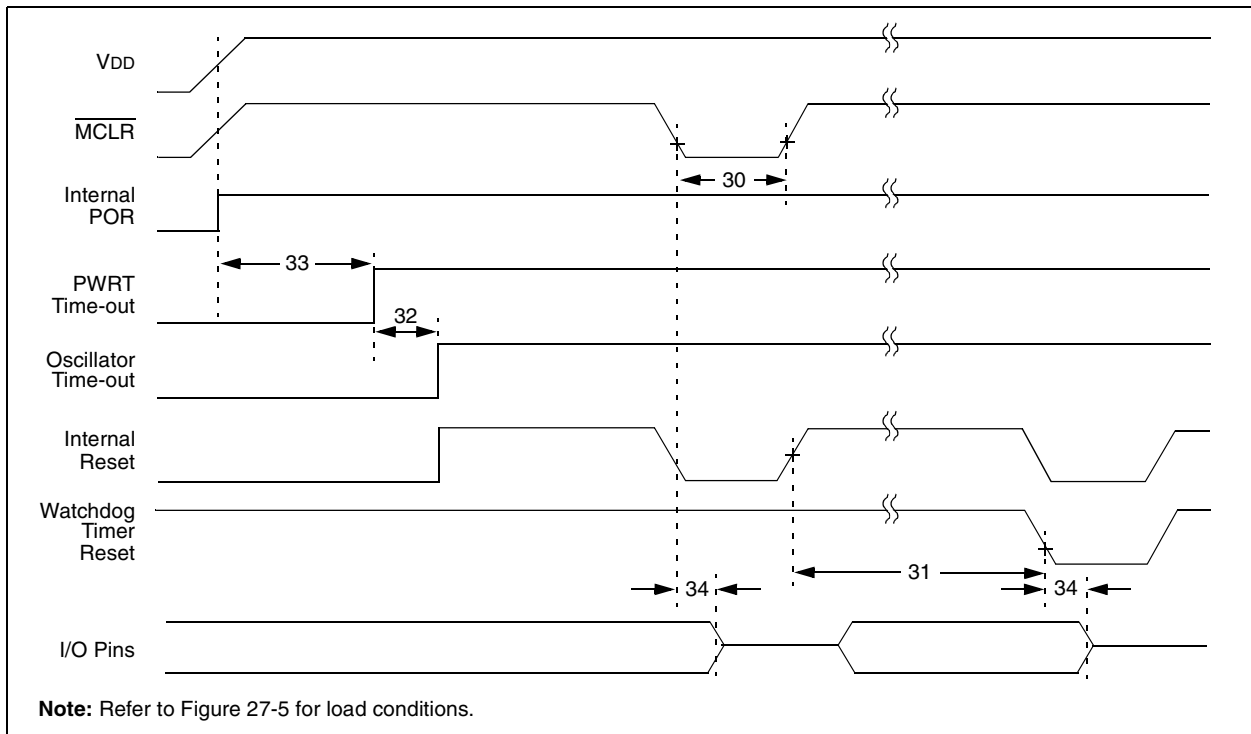 VDD
MCLR
30
Internal
POR
33
PWRT
Time-out
32
Oscillator
Time-out
Internal
Reset
Watchdog
Timer
Reset
31
34
34
I/O Pins
Note: Refer to Figure 27-5 for load conditions.